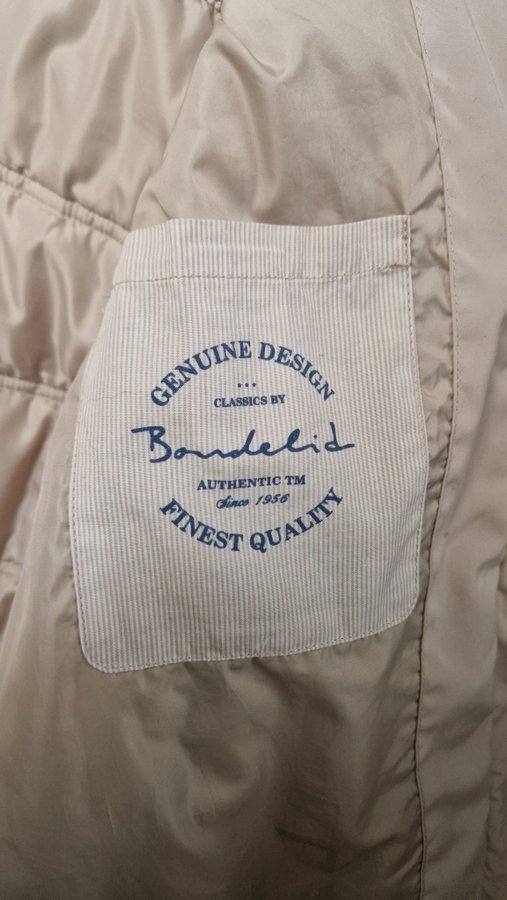 GENUINE DESIGN
CLASSICS BY
Bondelid
AUTHENTIC TM
Since 1956
FINEST QUALITY